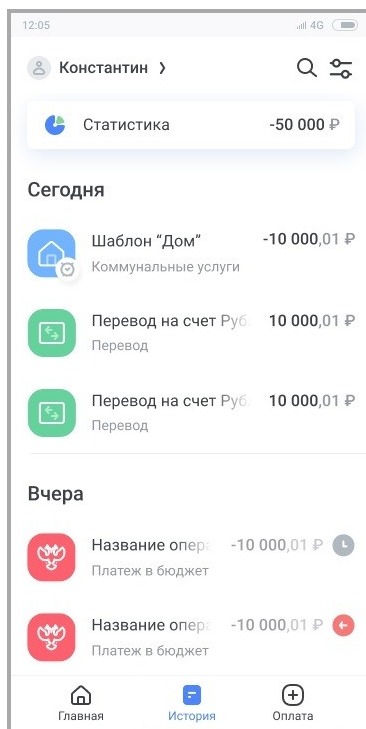 12:05 4G
Константин
Статистика -50 000 ₽
Сегодня
Шаблон “Дом” -10 000,01 ₽
Коммунальные услуги
Перевод на счет Руб 10 000,01 ₽
Перевод
Перевод на счет Руб 10 000,01 ₽
Перевод
Вчера
Название опера -10 000,01 ₽
Платеж в бюджет
Название опера -10 000,01 ₽
Платеж в бюджет
Главная История Оплата